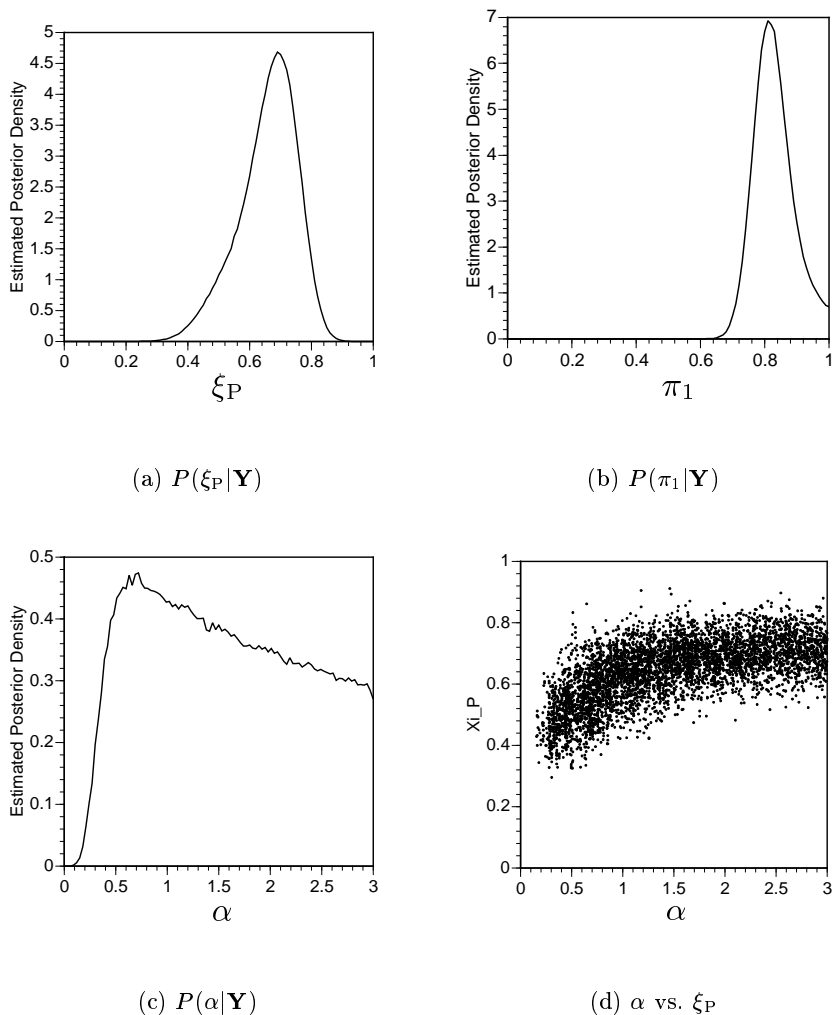 5
4.5
4
3.5
3
2.5
2
1.5
1
0.5
0
Estimated Posterior Density
0 0.2 0.4 0.6 0.8 1
ξP
7
6
5
4
3
2
1
0
Estimated Posterior Density
0 0.2 0.4 0.6 0.8 1
π1
(a) P(ξP|Y)
(b) P(π1|Y)
0.5
0.4
0.3
0.2
0.1
0
Estimated Posterior Density
0 0.5 1 1.5 2 2.5 3
α
1
0.8
0.6
0.4
0.2
0
Xi_P
0 0.5 1 1.5 2 2.5 3
α
(c) P(α|Y)
(d) α vs. ξP